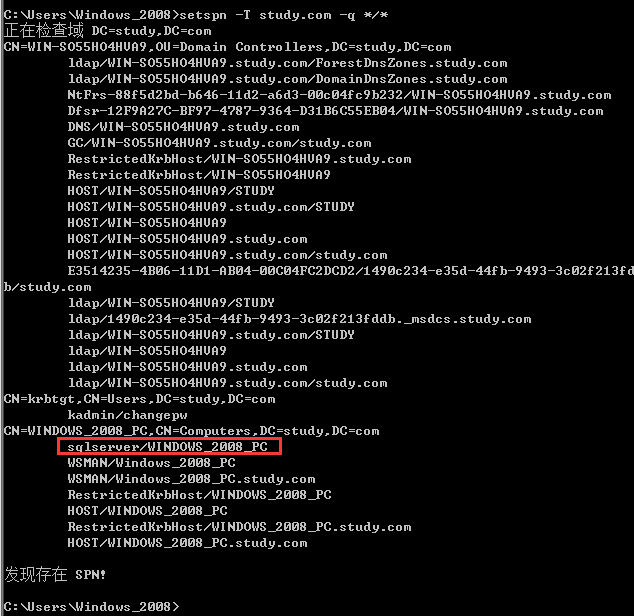 C:\Users\Windows_2008>setspn -T study.com -q */*
正在检查域 DC=study,DC=com
CN=WIN-SO55HO4HVA9,OU=Domain Controllers,DC=study,DC=com
ldap/WIN-SO55HO4HVA9.study.com/ForestDnsZones.study.com
ldap/WIN-SO55HO4HVA9.study.com/DomainDnsZones.study.com
NtFrs-88f5d2bd-b646-11d2-a6d3-00c04fc9b232/WIN-SO55HO4HVA9.study.com
Dfsr-12F9A27C-BF97-4787-9364-D31B6C55EB04/WIN-SO55HO4HVA9.study.com
DNS/WIN-SO55HO4HVA9.study.com
GC/WIN-SO55HO4HVA9.study.com/study.com
RestrictedKrbHost/WIN-SO55HO4HVA9.study.com
RestrictedKrbHost/WIN-SO55HO4HVA9
HOST/WIN-SO55HO4HVA9/STUDY
HOST/WIN-SO55HO4HVA9.study.com/STUDY
HOST/WIN-SO55HO4HVA9
HOST/WIN-SO55HO4HVA9.study.com
HOST/WIN-SO55HO4HVA9.study.com/study.com
E3514235-4B06-11D1-AB04-00C04FC2DCD2/1490c234-e35d-44fb-9493-3c02f213fd
b/study.com
ldap/WIN-SO55HO4HVA9/STUDY
ldap/1490c234-e35d-44fb-9493-3c02f213fddb._msdcs.study.com
ldap/WIN-SO55HO4HVA9.study.com/STUDY
ldap/WIN-SO55HO4HVA9
ldap/WIN-SO55HO4HVA9.study.com
ldap/WIN-SO55HO4HVA9.study.com/study.com
CN=krbtgt,CN=Users,DC=study,DC=com
kadmin/changepw
CN=WINDOWS_2008_PC,CN=Computers,DC=study,DC=com
sqlserver/WINDOWS_2008_PC
WSMAN/Windows_2008_PC
WSMAN/Windows_2008_PC.study.com
RestrictedKrbHost/WINDOWS_2008_PC
HOST/WINDOWS_2008_PC
RestrictedKrbHost/WINDOWS_2008_PC.study.com
HOST/WINDOWS_2008_PC.study.com
发现存在 SPN!
C:\Users\Windows_2008>